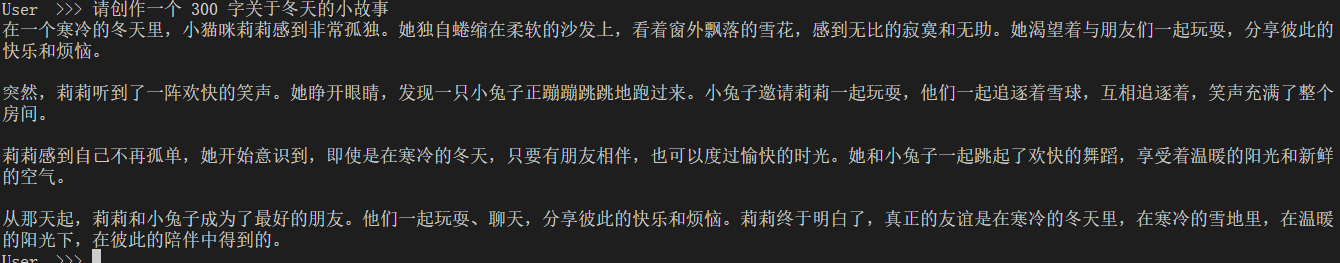 User  >>> 请创作一个 300 字关于冬天的小故事
在一个寒冷的冬天里，小猫咪莉莉感到非常孤独。她独自蜷缩在柔软的沙发上，看着窗外飘落的雪花，感到无比的寂寞和无助。她渴望着与朋友们一起玩耍，分享彼此的
快乐和烦恼。
突然，莉莉听到了一阵欢快的笑声。她睁开眼睛，发现一只小兔子正蹦蹦跳跳地跑过来。小兔子邀请莉莉一起玩耍，他们一起追逐着雪球，互相追逐着，笑声充满了整个
房间。
莉莉感到自己不再孤单，她开始意识到，即使是在寒冷的冬天，只要有朋友相伴，也可以度过愉快的时光。她和小兔子一起跳起了欢快的舞蹈，享受着温暖的阳光和新鲜
的空气。
从那天起，莉莉和小兔子成为了最好的朋友。他们一起玩耍、聊天，分享彼此的快乐和烦恼。莉莉终于明白了，真正的友谊是在寒冷的冬天里，在寒冷的雪地里，在温暖
的阳光下，在彼此的陪伴中得到的。
User  >>>